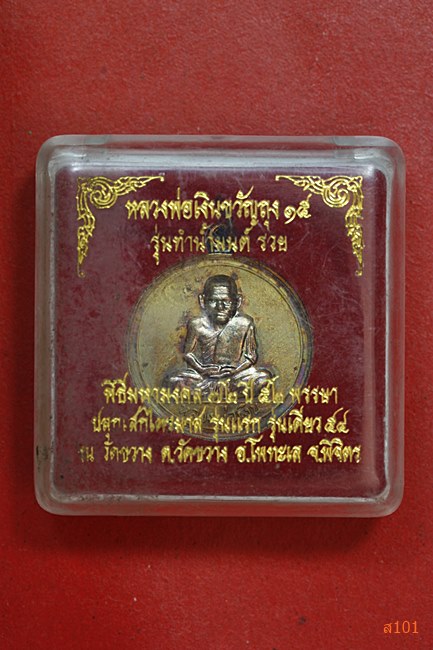 หลวงพ่อเงินขวัญถุง ๑๕
รุ่นทำน้ำมนต์ รวย
พิธีมหามงคล ๗๒ ปี ๕๒ พรรษา
ปลุกเสกไตรมาส รุ่นแรก รุ่นเดียว ๕๔
วัดขวาง ต.วัดขวาง อ.โพทะเล จ.พิจิตร
ส101